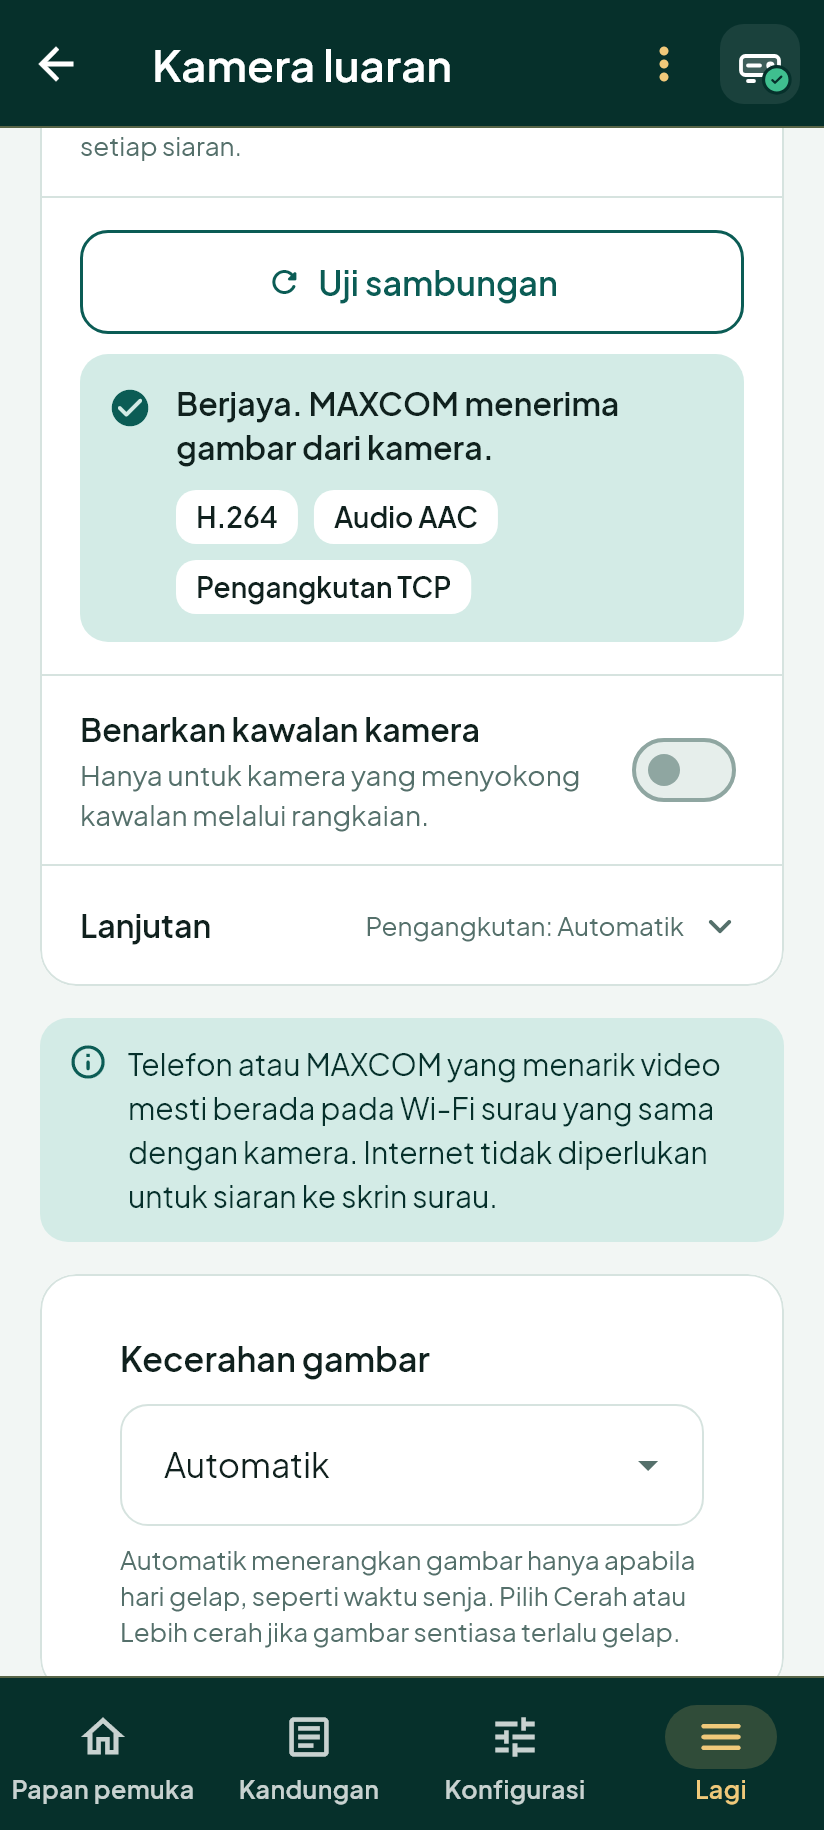 Kamera luaran
setiap siaran.
Uji sambungan
Berjaya. MAXCOM menerima
gambar dari kamera.
H.264
Audio AAC
Pengangkutan TCP
Benarkan kawalan kamera
Hanya untuk kamera yang menyokong
kawalan melalui rangkaian.
Lanjutan
Pengangkutan: Automatik
Telefon atau MAXCOM yang menarik video
mesti berada pada Wi-Fi surau yang sama
dengan kamera. Internet tidak diperlukan
untuk siaran ke skrin surau.
Kecerahan gambar
Automatik
Automatik menerangkan gambar hanya apabila
hari gelap, seperti waktu senja. Pilih Cerah atau
Lebih cerah jika gambar sentiasa terlalu gelap.
Papan pemuka
Kandungan
Konfigurasi
Lagi